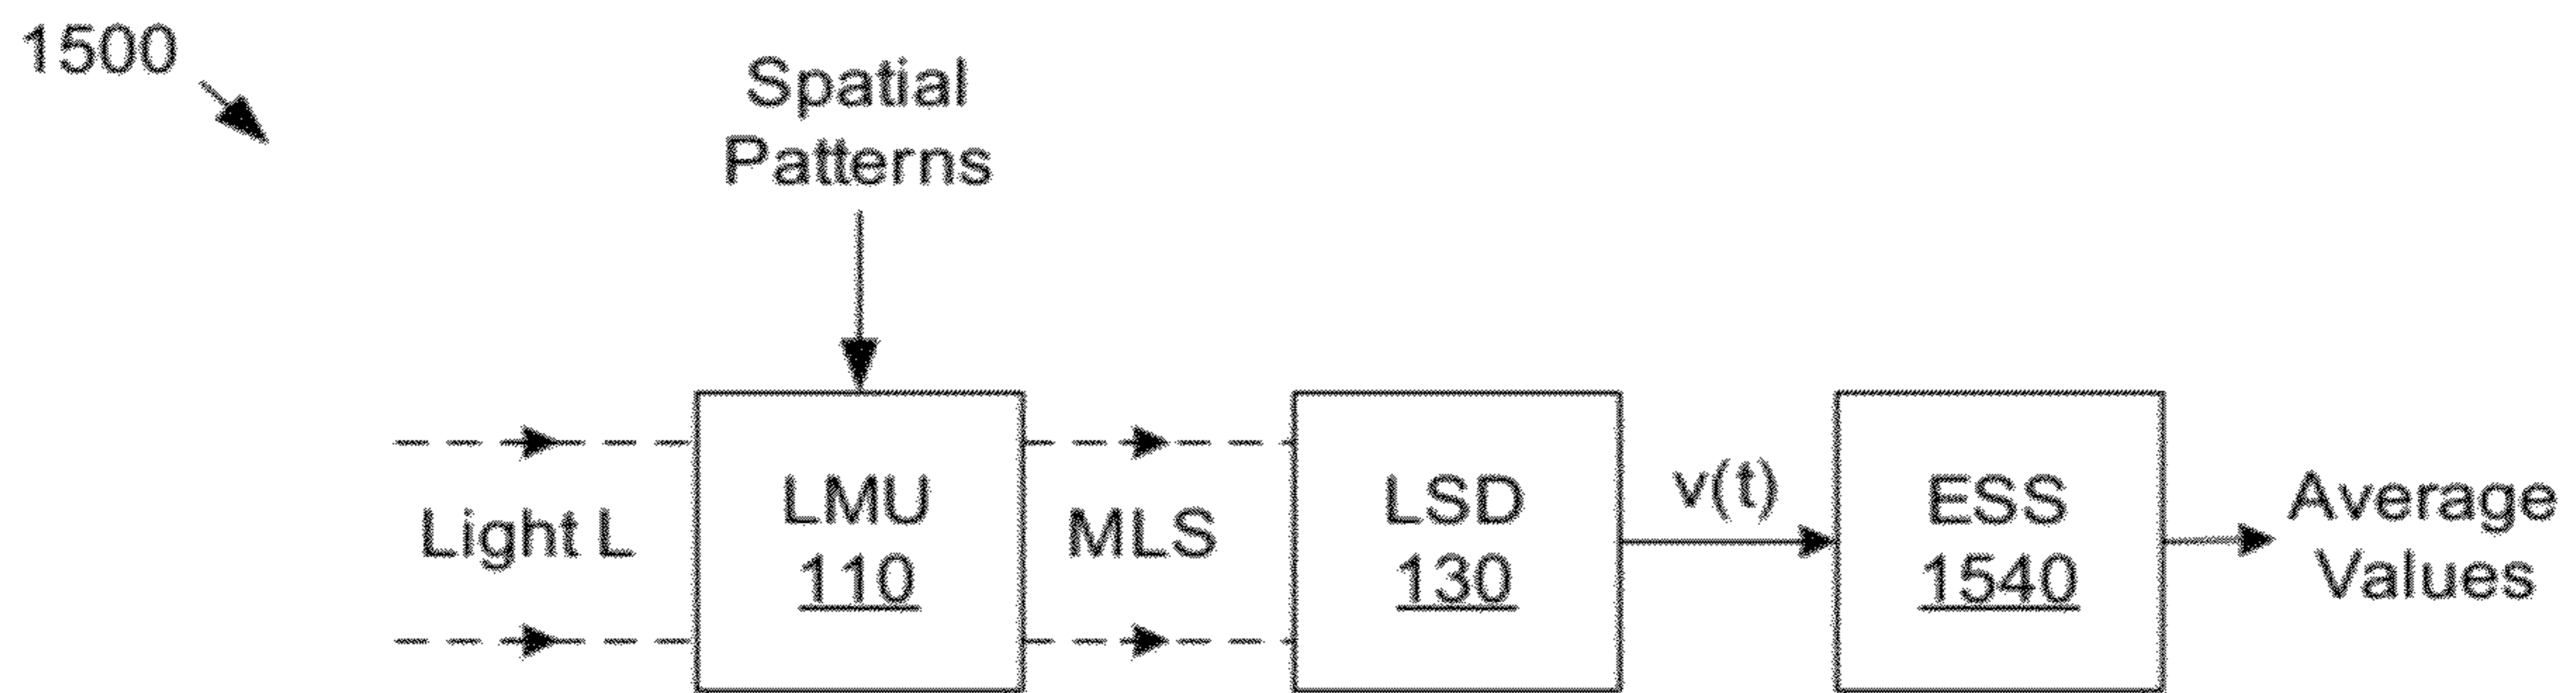 1500
Spatial
Patterns
Light L
LMU
110
MLS
LSD
130
v(t)
ESS
1540
Average
Values